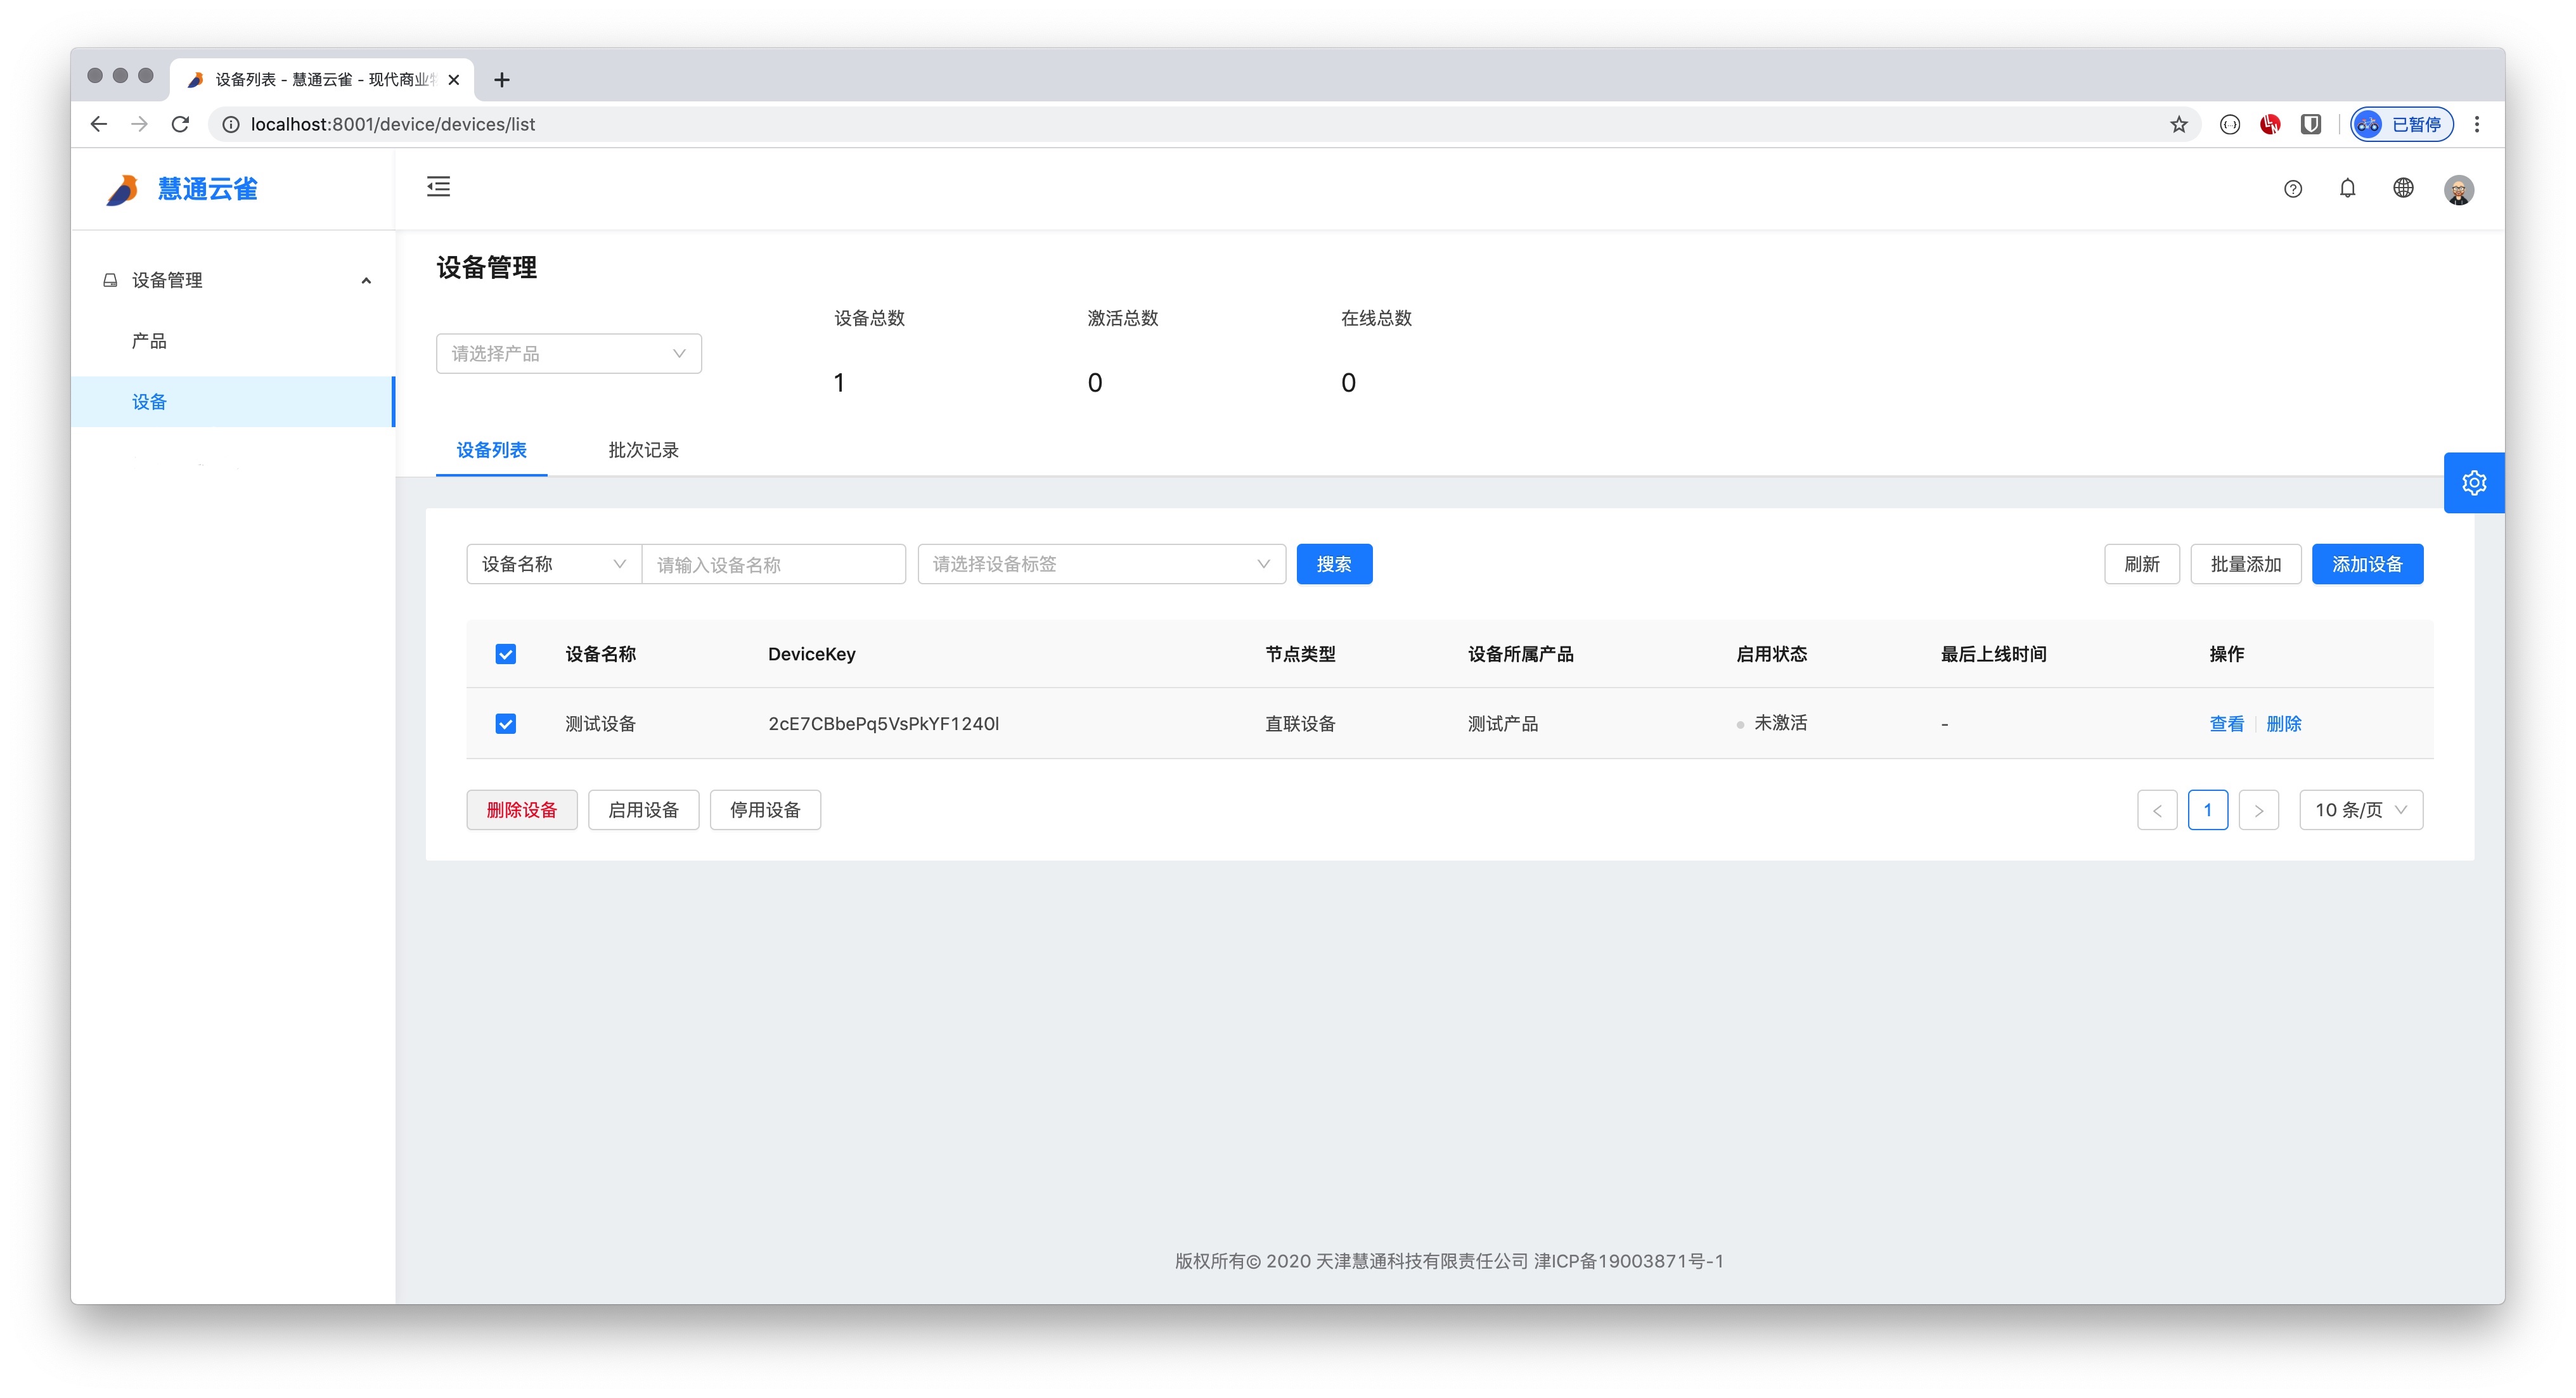 设备列表 - 慧通云雀 - 现代商业
localhost:8001/device/devices/list
已暂停
慧通云雀
设备管理
产品
设备
设备管理
请选择产品
设备总数
激活总数
在线总数
1
0
0
设备列表
批次记录
设备名称
请输入设备名称
请选择设备标签
搜索
刷新
批量添加
添加设备
设备名称 DeviceKey 节点类型 设备所属产品 启用状态 最后上线时间 操作
测试设备 2cE7CBbePq5VsPkYF1240l 直联设备 测试产品 未激活 - 查看 删除
删除设备
启用设备
停用设备
1
10 条/页
版权所有© 2020 天津慧通科技有限责任公司 津ICP备19003871号-1